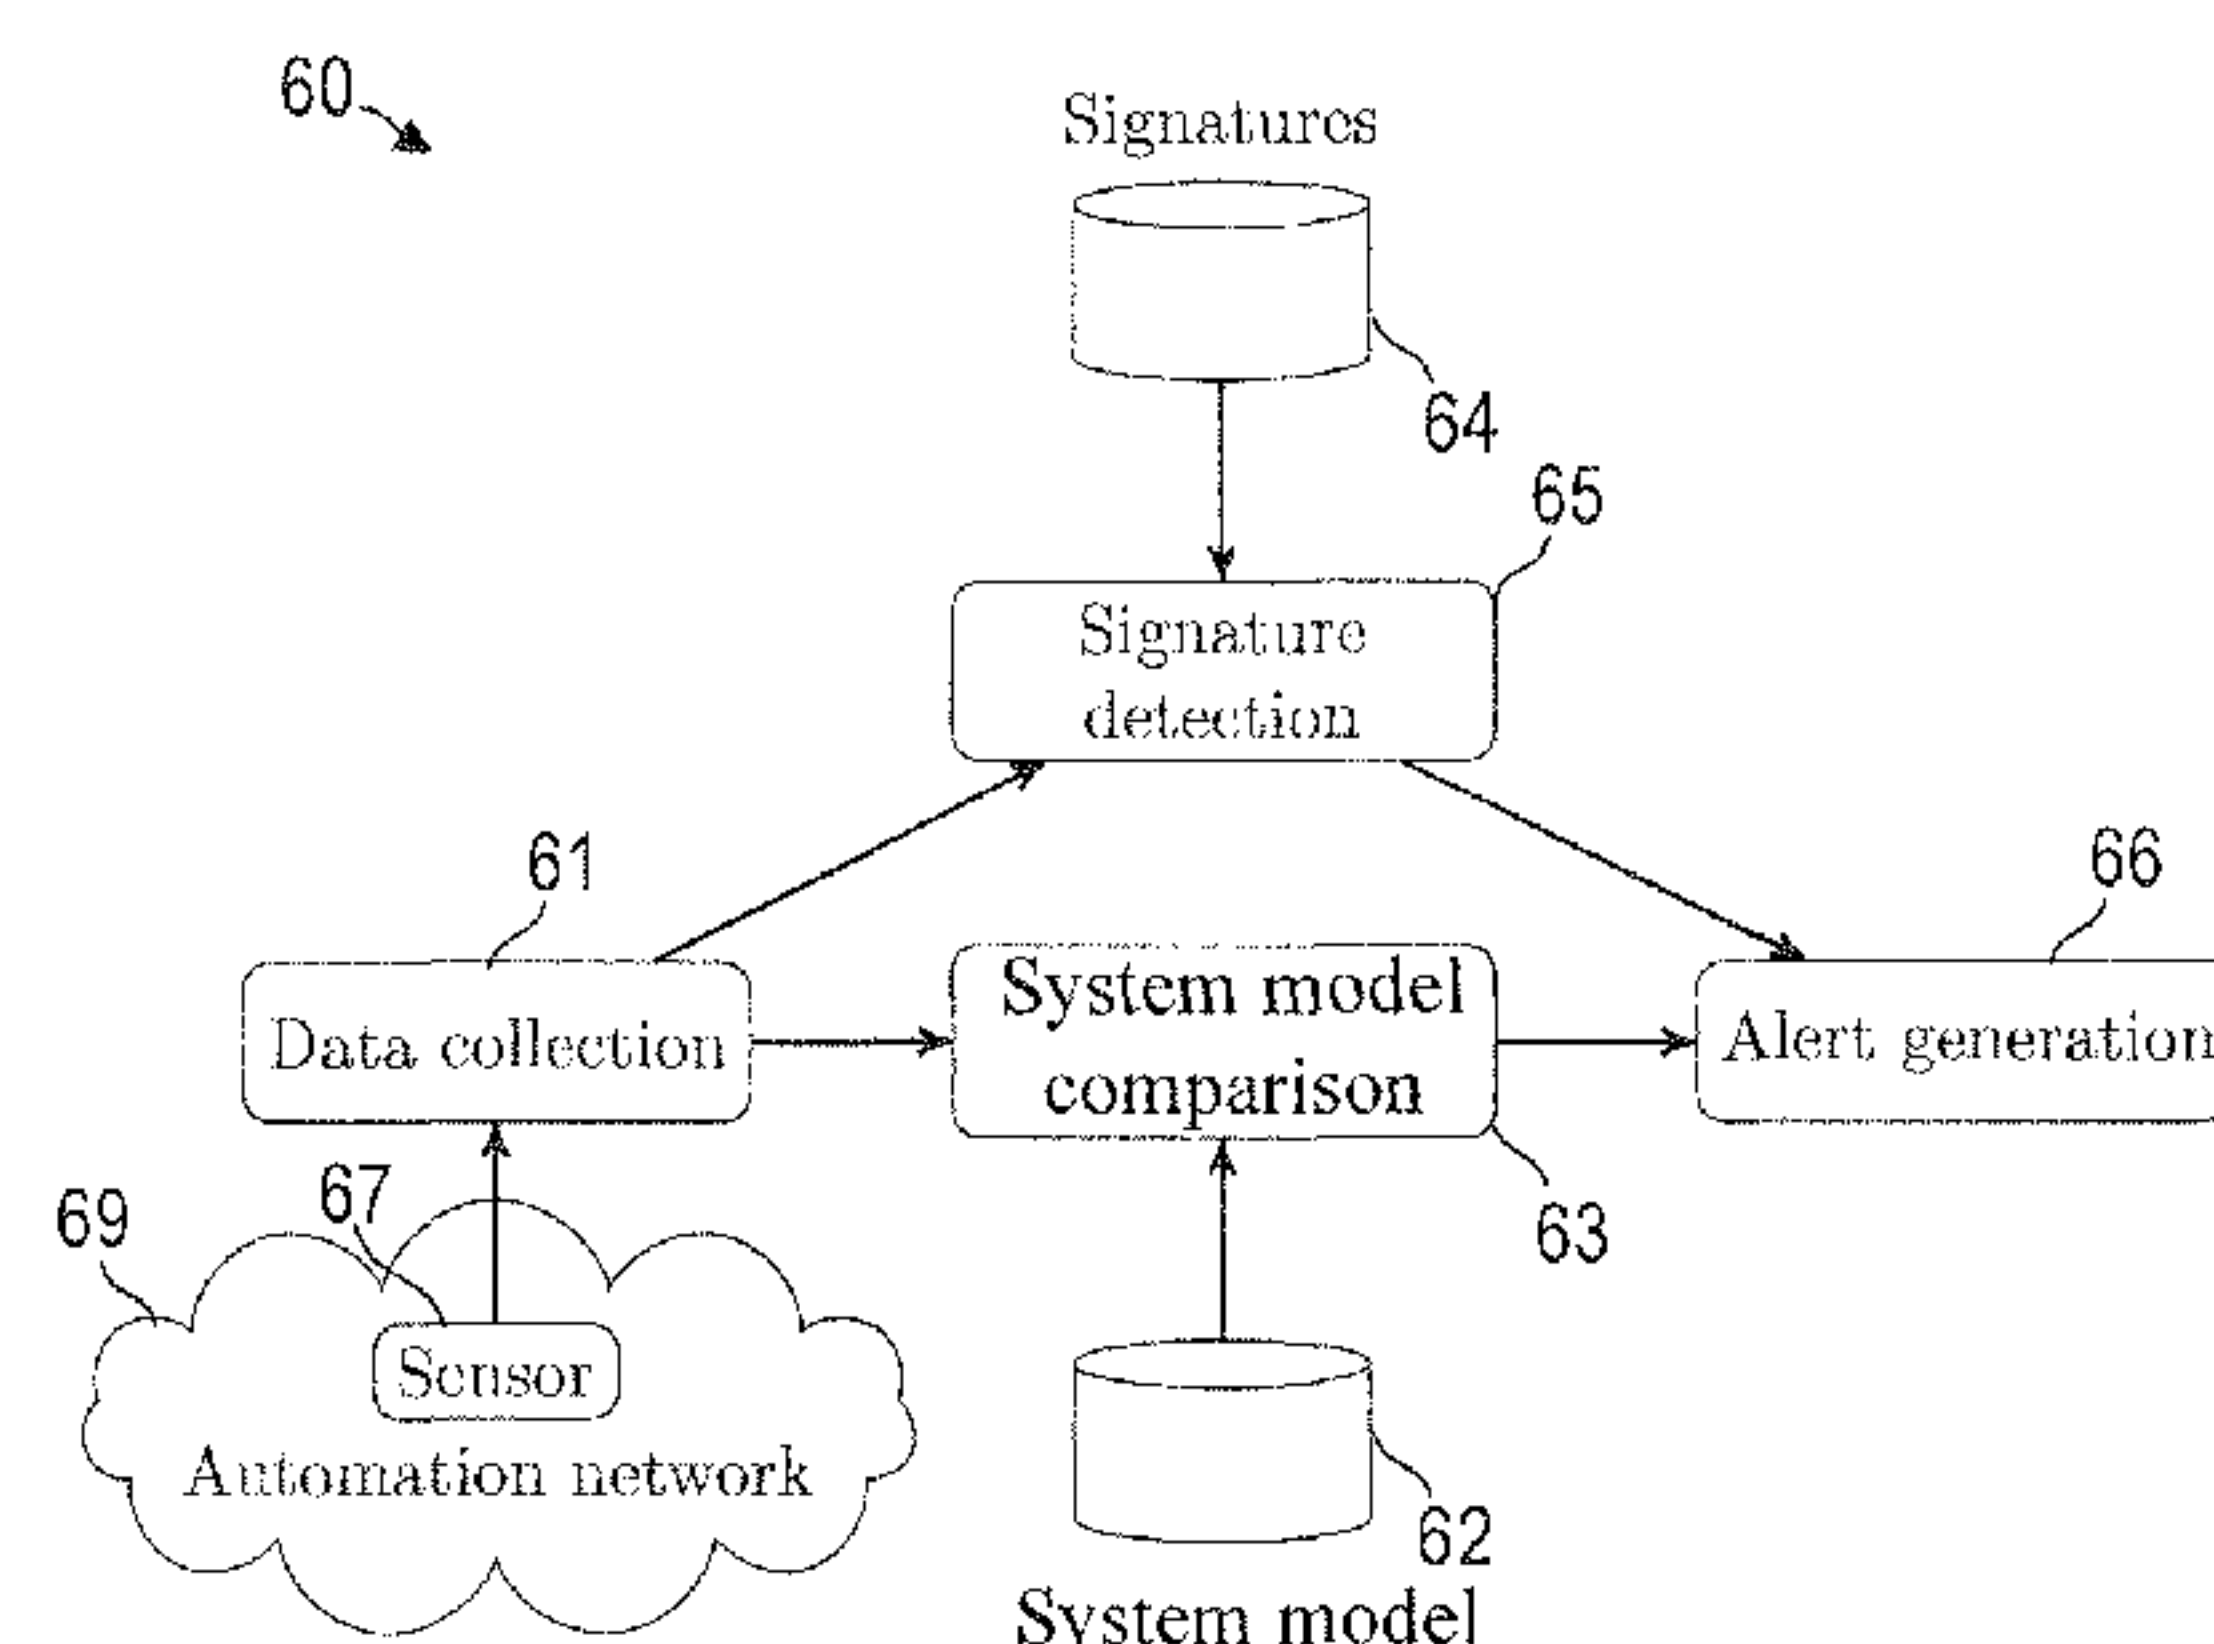 60
Signatures
64
65
Signature
detection
61
66
Data collection
System model
comparison
Alert generation
69
67
63
Sensor
Automation network
62
System model